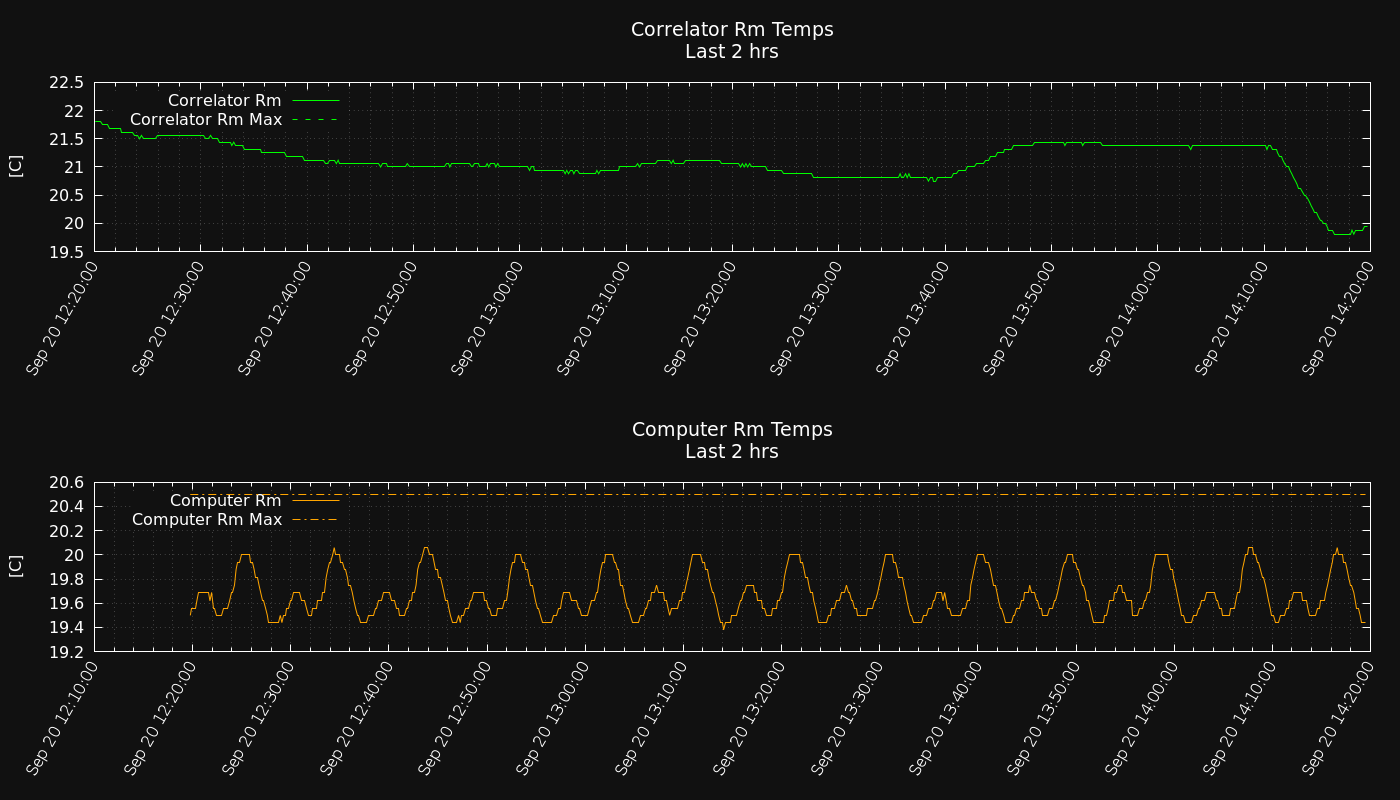 Correlator Rm Temps
Last 2 hrs
22.5
22
21.5
21
20.5
20
19.5
[C]
Correlator Rm
Correlator Rm Max
Sep 20 12:20:00
Sep 20 12:30:00
Sep 20 12:40:00
Sep 20 12:50:00
Sep 20 13:00:00
Sep 20 13:10:00
Sep 20 13:20:00
Sep 20 13:30:00
Sep 20 13:40:00
Sep 20 13:50:00
Sep 20 14:00:00
Sep 20 14:10:00
Sep 20 14:20:00
Computer Rm Temps
Last 2 hrs
20.6
20.4
20.2
20
19.8
19.6
19.4
19.2
[C]
Computer Rm
Computer Rm Max
Sep 20 12:10:00
Sep 20 12:20:00
Sep 20 12:30:00
Sep 20 12:40:00
Sep 20 12:50:00
Sep 20 13:00:00
Sep 20 13:10:00
Sep 20 13:20:00
Sep 20 13:30:00
Sep 20 13:40:00
Sep 20 13:50:00
Sep 20 14:00:00
Sep 20 14:10:00
Sep 20 14:20:00